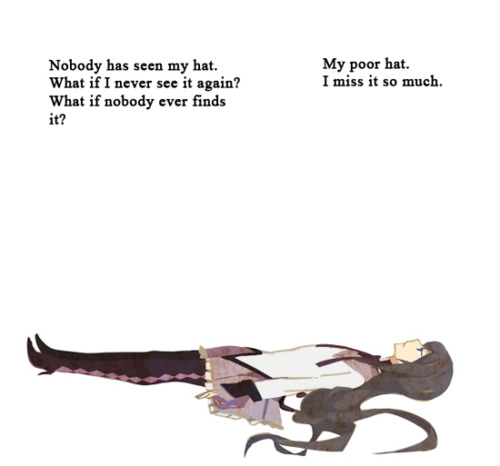 Nobody has seen my hat.
What if I never see it again?
What if nobody ever finds
it?
My poor hat.
I miss it so much.